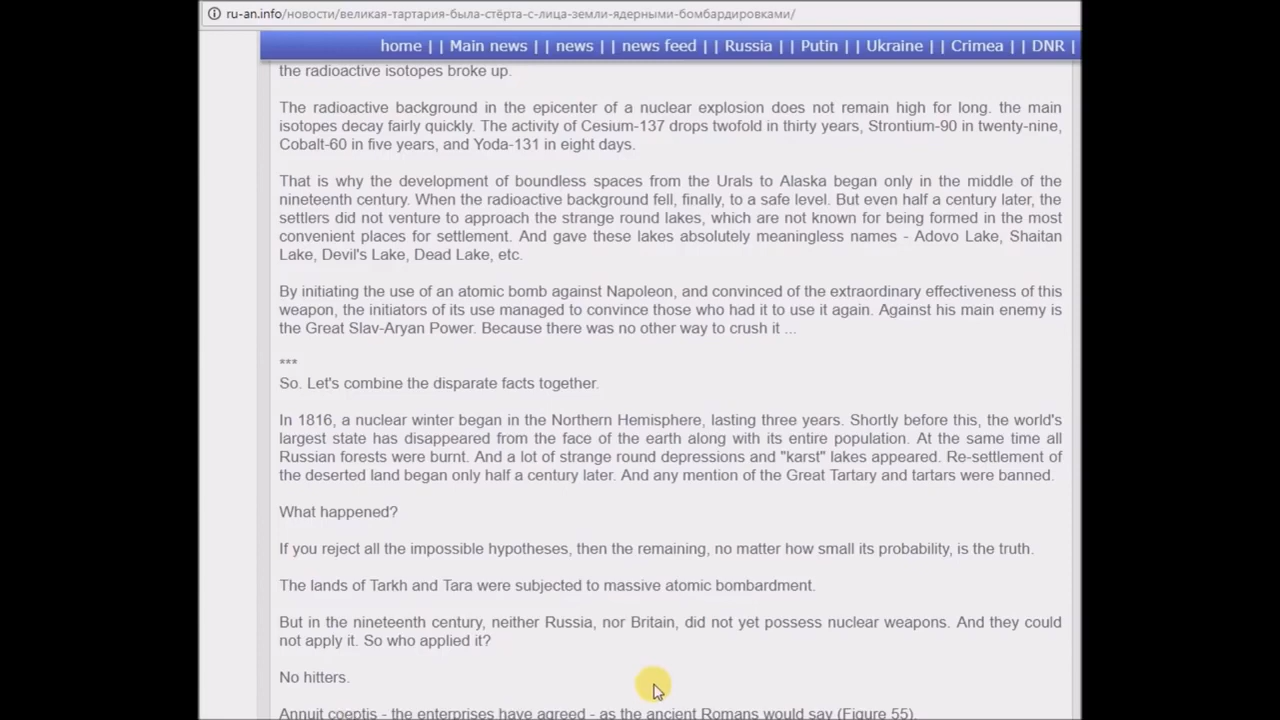 ru-an.info/новости/великая-тартария-была-стёрта-с-лица-земли-ядерными-бомбардировками/
home | | Main news | | news | | news feed | | Russia | | Putin | | Ukraine | | Crimea | | DNR |
the radioactive isotopes broke up.
The radioactive background in the epicenter of a nuclear explosion does not remain high for long. the main
isotopes decay fairly quickly. The activity of Cesium-137 drops twofold in thirty years, Strontium-90 in twenty-nine,
Cobalt-60 in five years, and Yoda-131 in eight days.
That is why the development of boundless spaces from the Urals to Alaska began only in the middle of the
nineteenth century. When the radioactive background fell, finally, to a safe level. But even half a century later, the
settlers did not venture to approach the strange round lakes, which are not known for being formed in the most
convenient places for settlement. And gave these lakes absolutely meaningless names - Adovo Lake, Shaitan
Lake, Devil's Lake, Dead Lake, etc.
By initiating the use of an atomic bomb against Napoleon, and convinced of the extraordinary effectiveness of this
weapon, the initiators of its use managed to convince those who had it to use it again. Against his main enemy is
the Great Slav-Aryan Power. Because there was no other way to crush it ...
***
So. Let's combine the disparate facts together.
In 1816, a nuclear winter began in the Northern Hemisphere, lasting three years. Shortly before this, the world's
largest state has disappeared from the face of the earth along with its entire population. At the same time all
Russian forests were burnt. And a lot of strange round depressions and "karst" lakes appeared. Re-settlement of
the deserted land began only half a century later. And any mention of the Great Tartary and tartars were banned.
What happened?
If you reject all the impossible hypotheses, then the remaining, no matter how small its probability, is the truth.
The lands of Tarkh and Tara were subjected to massive atomic bombardment.
But in the nineteenth century, neither Russia, nor Britain, did not yet possess nuclear weapons. And they could
not apply it. So who applied it?
No hitters.
Annuit coeptis - the enterprises have agreed - as the ancient Romans would say (Figure 55).